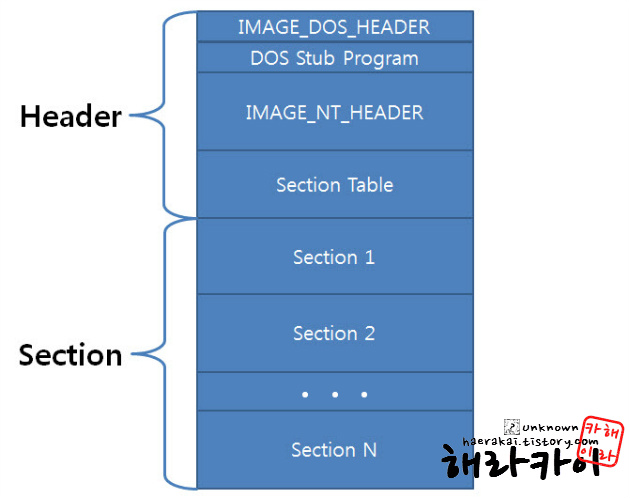 IMAGE_DOS_HEADER
DOS Stub Program
Header
IMAGE_NT_HEADER
Section Table
Section 1
Section
Section 2
. . .
Section N
? unknown
haerakai.tistory.com
해라카이
카해
이라